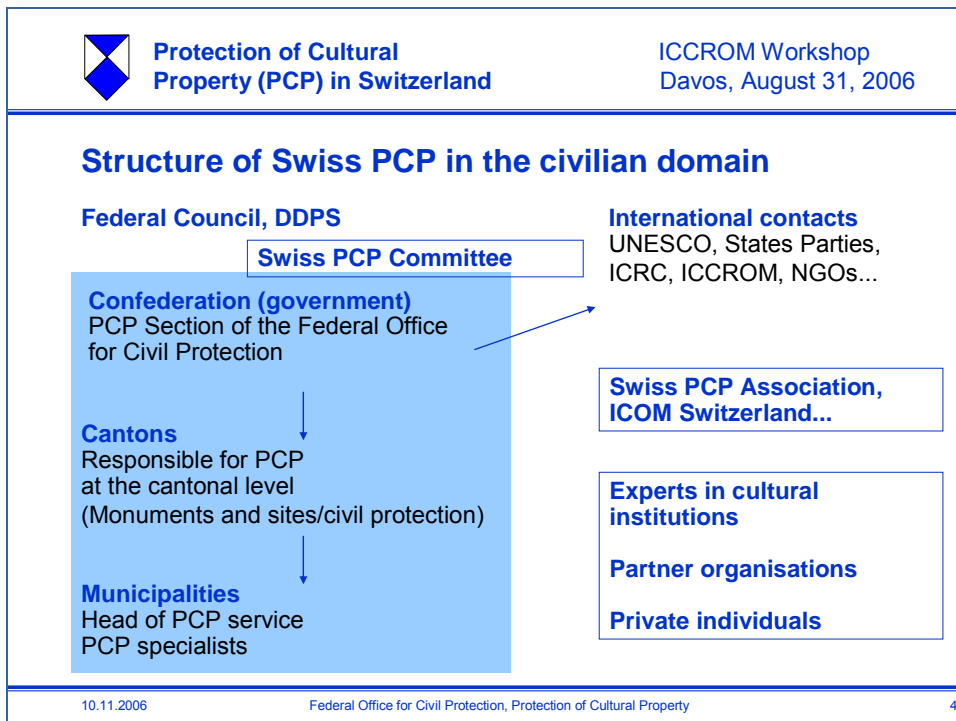 Protection of Cultural
Property (PCP) in Switzerland
ICCROM Workshop
Davos, August 31, 2006
Structure of Swiss PCP in the civilian domain
Federal Council, DDPS
Swiss PCP Committee
Confederation (government)
PCP Section of the Federal Office
for Civil Protection
Cantons
Responsible for PCP
at the cantonal level
(Monuments and sites/civil protection)
Municipalities
Head of PCP service
PCP specialists
International contacts
UNESCO, States Parties,
ICRC, ICCROM, NGOs...
Swiss PCP Association,
ICOM Switzerland...
Experts in cultural
institutions
Partner organisations
Private individuals
10.11.2006
Federal Office for Civil Protection, Protection of Cultural Property
4